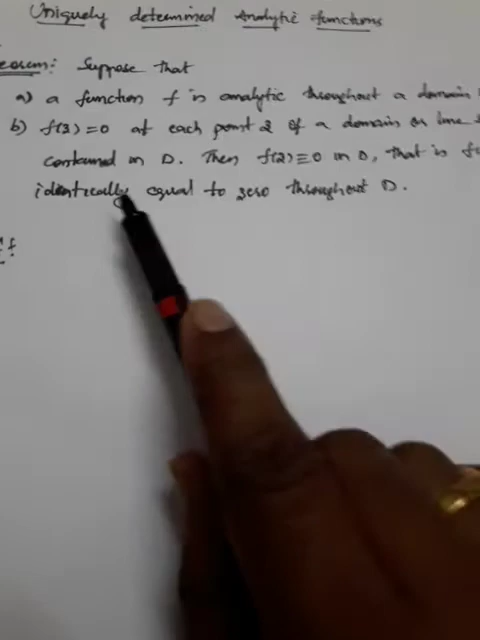 Uniquely determined Analytic functions
eorem: Suppose that
a) a function f is analytic throughout a domain
b) f(z)=0 at each point z of a domain or line
contained in D. Then f(z)≡0 in D, that is f
identically equal to zero throughout D.